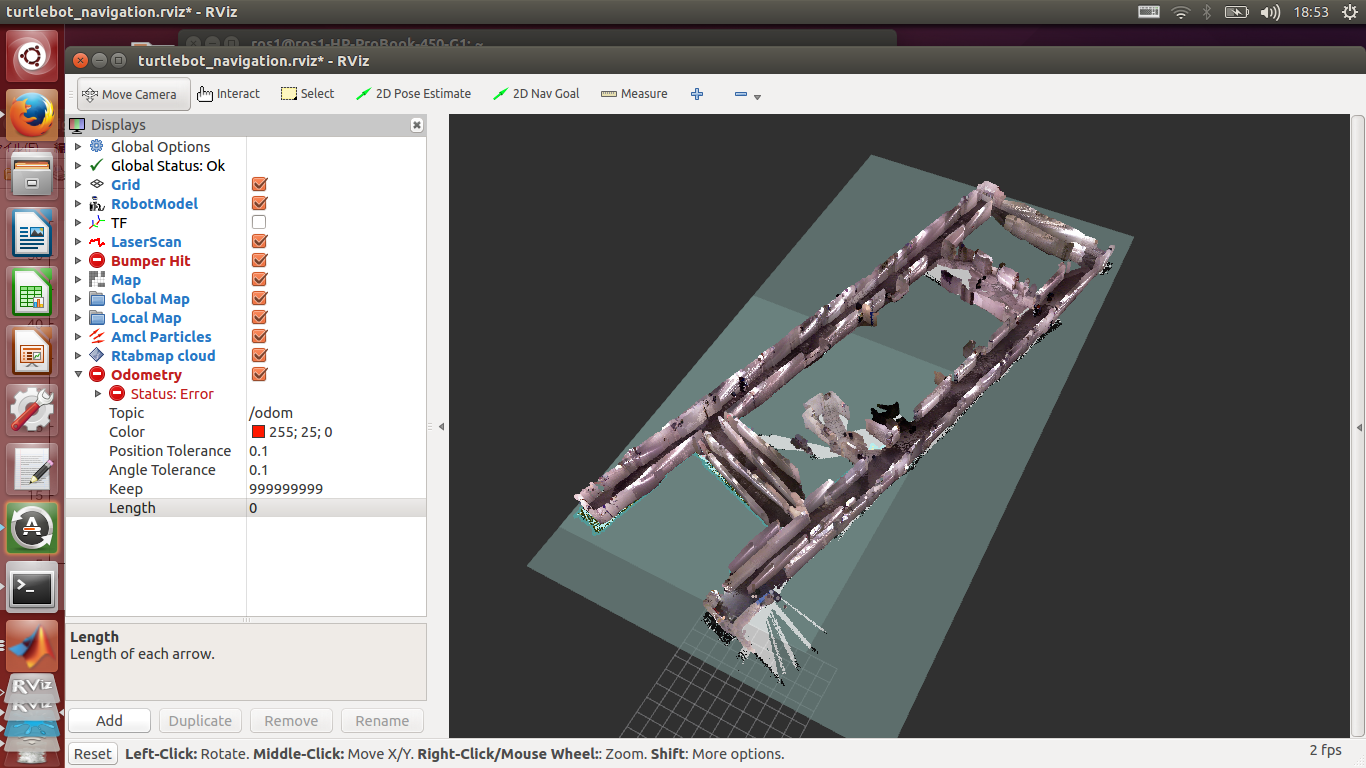 turtlebot_navigation.rviz* - RViz
18:53
ros1@ros1-HP-ProBook-450-G1: ~
turtlebot_navigation.rviz* - RViz
Move Camera
Interact
Select
2D Pose Estimate
2D Nav Goal
Measure
Displays
Global Options
Global Status: Ok
Grid
RobotModel
TF
LaserScan
Bumper Hit
Map
Global Map
Local Map
Amcl Particles
Rtabmap cloud
Odometry
Status: Error
Topic /odom
Color 255; 25; 0
Position Tolerance 0.1
Angle Tolerance 0.1
Keep 999999999
Length 0
Length
Length of each arrow.
Add
Duplicate
Remove
Rename
Reset
Left-Click: Rotate. Middle-Click: Move X/Y. Right-Click/Mouse Wheel:: Zoom. Shift: More options.
2 fps
RViz
RViz